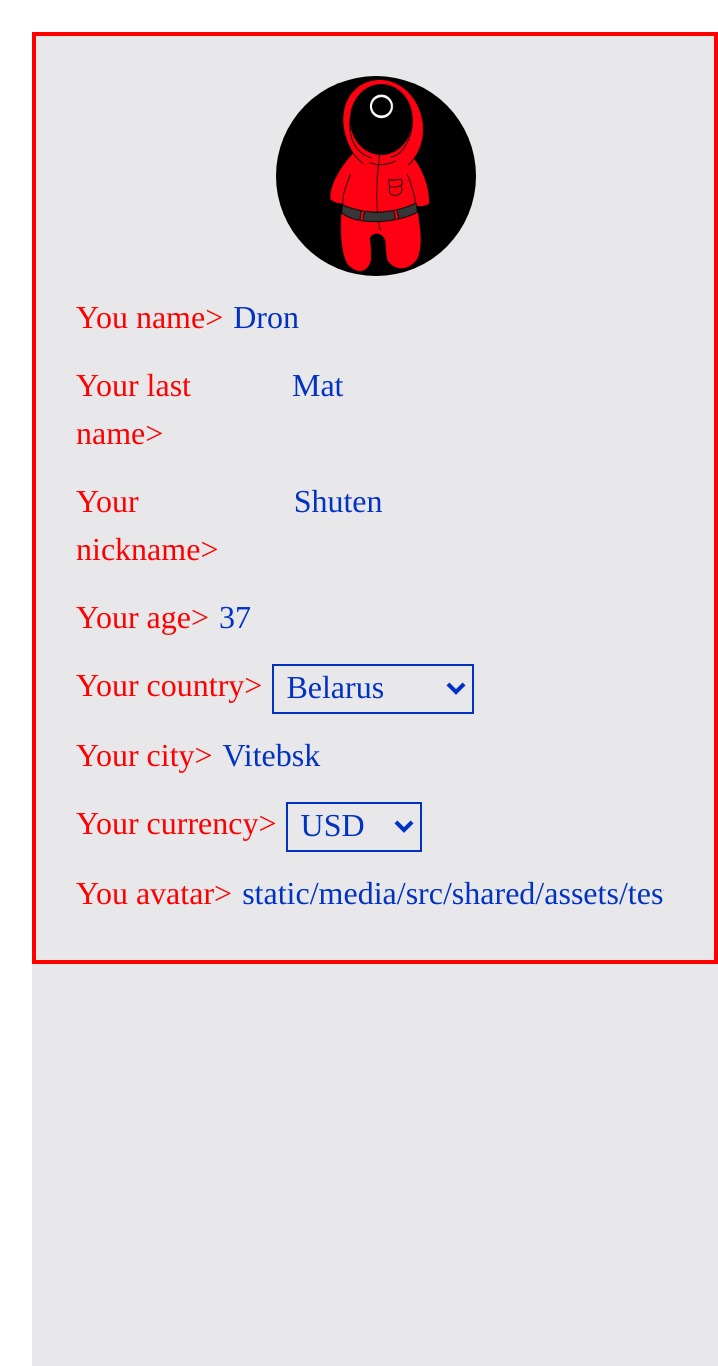 You name> Dron
Your last Mat
name>
Your Shuten
nickname>
Your age> 37
Your country> Belarus
Your city> Vitebsk
Your currency> USD
You avatar> static/media/src/shared/assets/tes